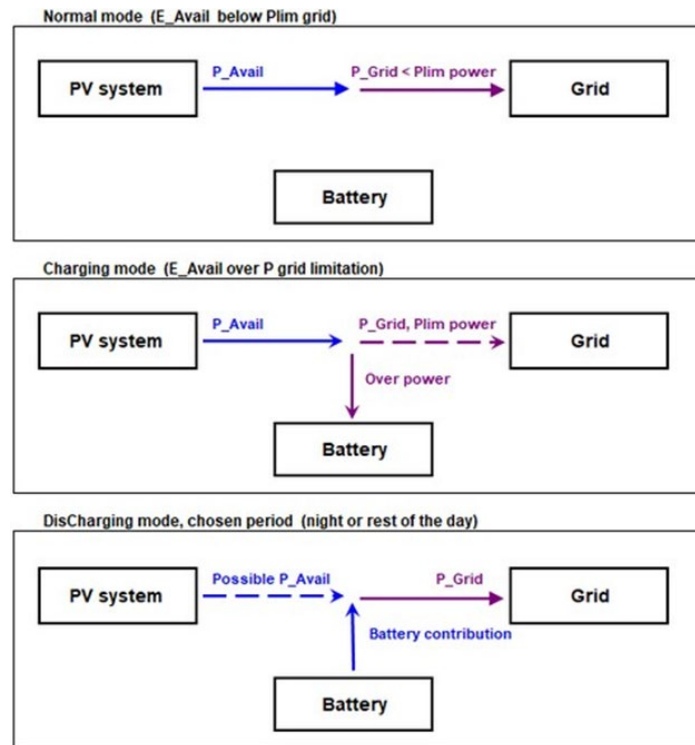 Normal mode (E_Avail below Plim grid)
P_Avail
P_Grid < Plim power
PV system
Grid
Battery
Charging mode (E_Avail over P grid limitation)
P_Avail
P_Grid, Plim power
PV system
Grid
Over power
Battery
DisCharging mode, chosen period (night or rest of the day)
Possible P_Avail
P_Grid
PV system
Grid
Battery contribution
Battery